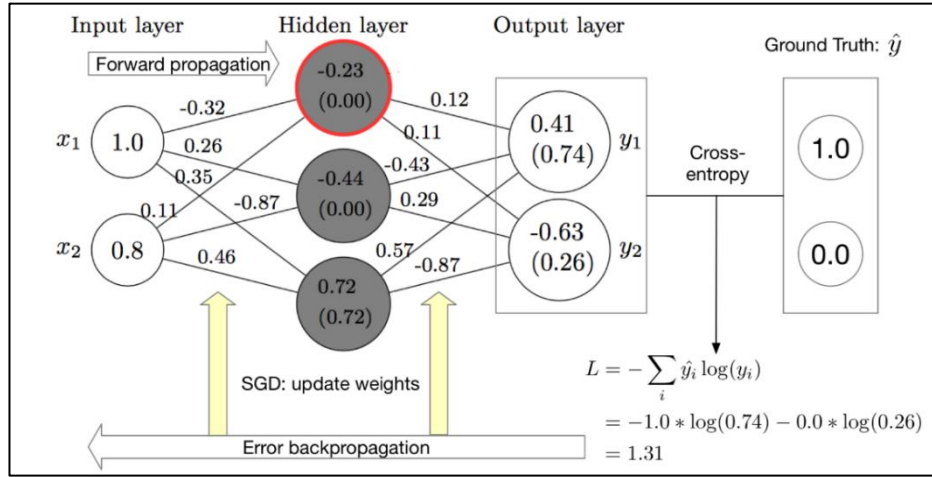 Input layer
Hidden layer
Output layer
Ground Truth: ŷ
Forward propagation
-0.23
(0.00)
-0.32
0.12
x₁
1.0
0.26
0.11
0.41
(0.74)
y₁
1.0
0.35
-0.44
(0.00)
-0.43
Cross-
entropy
0.11
-0.87
0.29
x₂
0.8
-0.63
(0.26)
y₂
0.0
0.46
0.57
-0.87
0.72
(0.72)
SGD: update weights
L = − ∑ᵢ ŷᵢ log(yᵢ)
= −1.0 * log(0.74) − 0.0 * log(0.26)
= 1.31
Error backpropagation